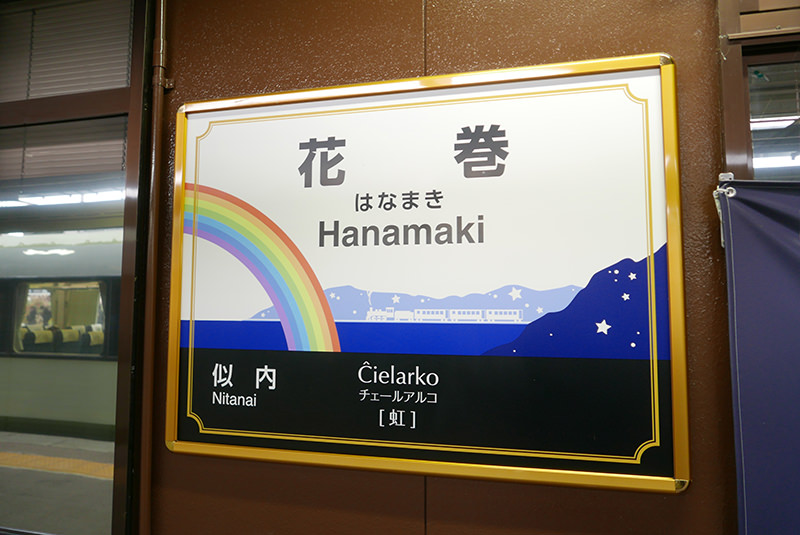 花巻
はなまき
Hanamaki
似内
Nitanai
Ĉielarko
チェールアルコ
[虹]